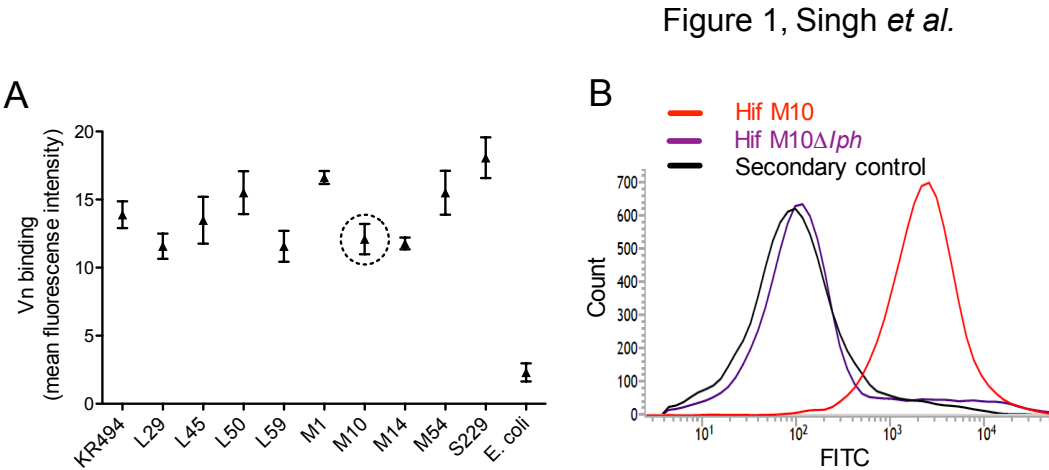 Figure 1, Singh et al.
A
Vn binding
(mean fluorescense intensity)
20
15
10
5
0
KR494
L29
L45
L50
L59
M1
M10
M14
M54
S229
E. coli
B
Hif M10
Hif M10Δlph
Secondary control
Count
700
600
500
400
300
200
100
0
10¹
10²
10³
10⁴
FITC